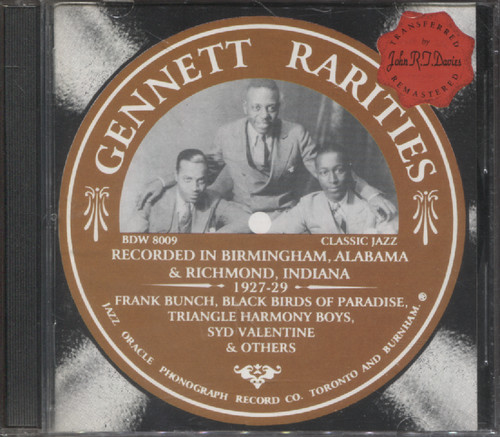 GENNETT RARITIES
TRANSFERRED
by
John R.T. Davies
REMASTERED
BDW 8009
CLASSIC JAZZ
RECORDED IN BIRMINGHAM, ALABAMA
& RICHMOND, INDIANA
1927-29
FRANK BUNCH, BLACK BIRDS OF PARADISE,
TRIANGLE HARMONY BOYS,
SYD VALENTINE
& OTHERS
JAZZ ORACLE PHONOGRAPH RECORD CO. TORONTO AND BURNHAM.®